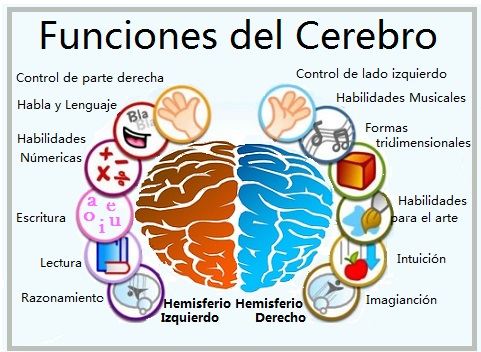 Funciones del Cerebro
Control de parte derecha
Habla y Lenguaje
Bla
Bla
Habilidades
Númericas
Escritura
a e
o i u
Lectura
Razonamiento
Hemisferio
Izquierdo
Hemisferio
Derecho
Control de lado izquierdo
Habilidades Musicales
Formas
tridimensionales
Habilidades
para el arte
Intuición
Imagianción